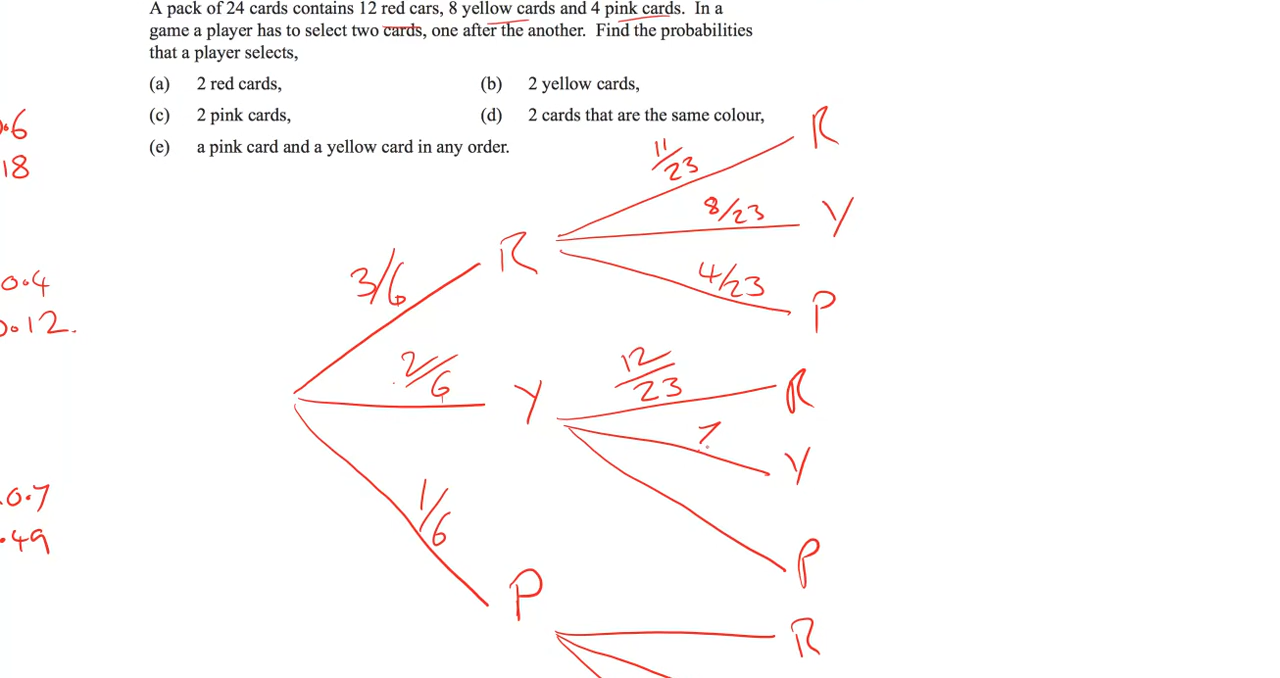 A pack of 24 cards contains 12 red cars, 8 yellow cards and 4 pink cards. In a
game a player has to select two cards, one after the another. Find the probabilities
that a player selects,
(a) 2 red cards, (b) 2 yellow cards,
(c) 2 pink cards, (d) 2 cards that are the same colour,
(e) a pink card and a yellow card in any order.
0.6
18
0.4
0.12.
0.7
.49
11/23
R
8/23
Y
3/6
R
4/23
P
2/6
Y
12/23
R
7
Y
1/6
P
P
R